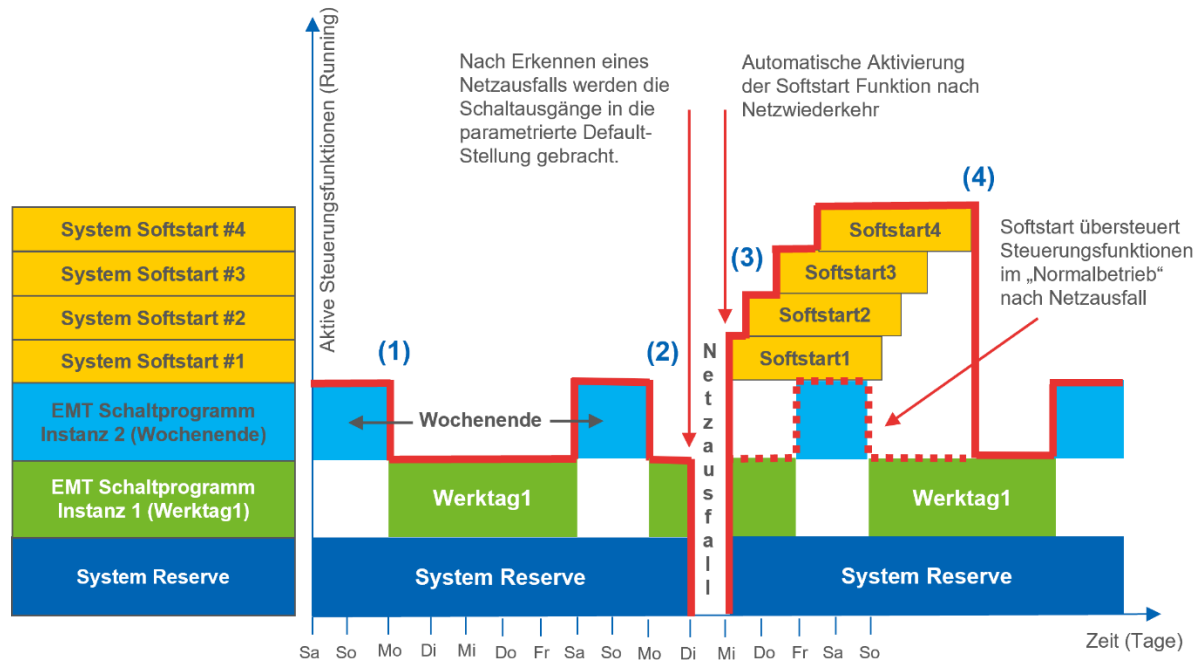 Aktive Steuerungsfunktionen (Running)
Nach Erkennen eines
Netzausfalls werden die
Schaltausgänge in die
parametrierte Default-
Stellung gebracht.
Automatische Aktivierung
der Softstart Funktion nach
Netzwiederkehr
(4)
System Softstart #4
System Softstart #3
System Softstart #2
System Softstart #1
EMT Schaltprogramm
Instanz 2 (Wochenende)
EMT Schaltprogramm
Instanz 1 (Werktag1)
System Reserve
Softstart4
Softstart3
Softstart2
Softstart1
Softstart übersteuert
Steuerungsfunktionen
im „Normalbetrieb“
nach Netzausfall
(1)
(2)
(3)
Wochenende
Netzausfall
Werktag1
Werktag1
System Reserve
System Reserve
Zeit (Tage)
Sa So Mo Di Mi Do Fr Sa So Mo Di Mi Do Fr Sa So